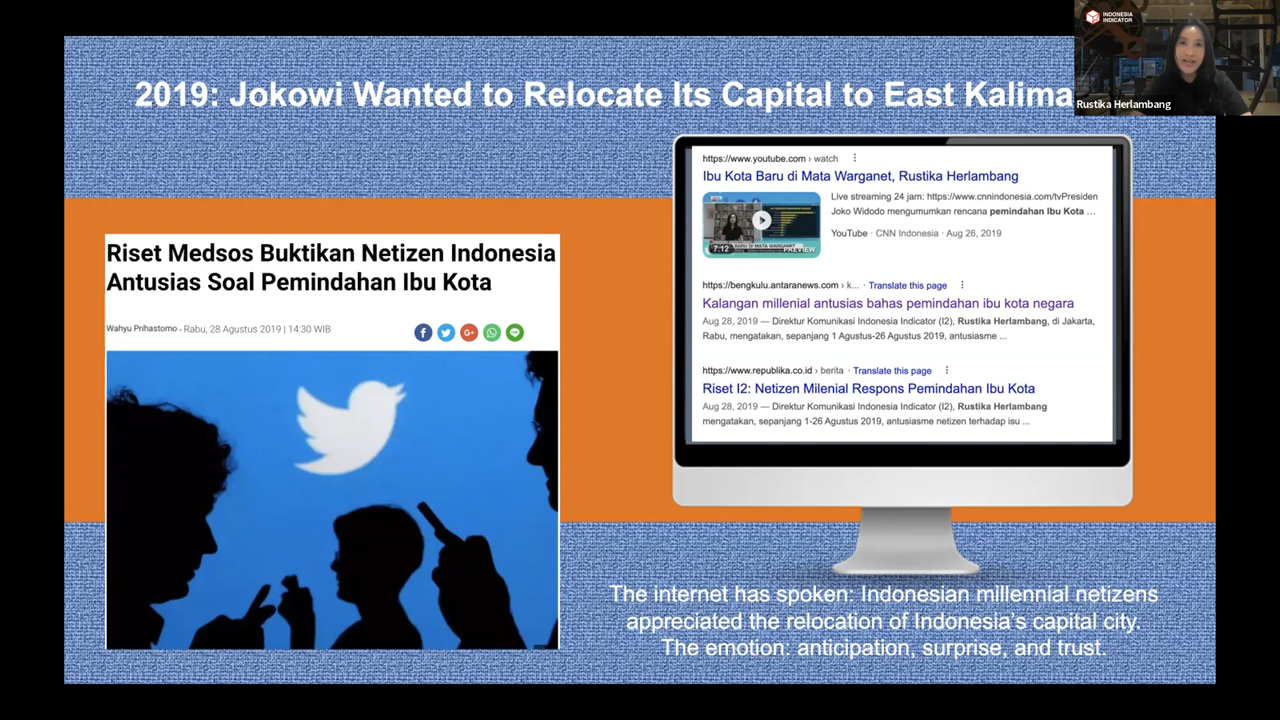 INDONESIA
INDICATOR
Rustika Herlambang
2019: Jokowi Wanted to Relocate Its Capital to East Kalima
Riset Medsos Buktikan Netizen Indonesia
Antusias Soal Pemindahan Ibu Kota
Wahyu Prihastomo - Rabu, 28 Agustus 2019 | 14:30 WIB
https://www.youtube.com › watch
Ibu Kota Baru di Mata Warganet, Rustika Herlambang
Live streaming 24 jam: https://www.cnnindonesia.com/tvPresiden
Joko Widodo mengumumkan rencana pemindahan Ibu Kota ...
7:12
BARU DI MATA WARGANET
PREVIEW
YouTube · CNN Indonesia · Aug 26, 2019
https://bengkulu.antaranews.com › k... · Translate this page
Kalangan millenial antusias bahas pemindahan ibu kota negara
Aug 28, 2019 — Direktur Komunikasi Indonesia Indicator (I2), Rustika Herlambang, di Jakarta,
Rabu, mengatakan, sepanjang 1 Agustus-26 Agustus 2019, antusiasme ...
https://www.republika.co.id › berita · Translate this page
Riset I2: Netizen Milenial Respons Pemindahan Ibu Kota
Aug 28, 2019 — Direktur Komunikasi Indonesia Indicator (I2), Rustika Herlambang
mengatakan, sepanjang 1-26 Agustus 2019, antusiasme netizen terhadap isu ...
The internet has spoken: Indonesian millennial netizens
appreciated the relocation of Indonesia's capital city.
The emotion: anticipation, surprise, and trust.